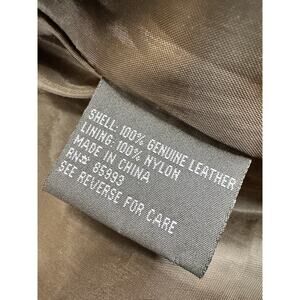 SHELL: 100% GENUINE LEATHER
LINING: 100% NYLON
MADE IN CHINA
RN# 85993
SEE REVERSE FOR CARE